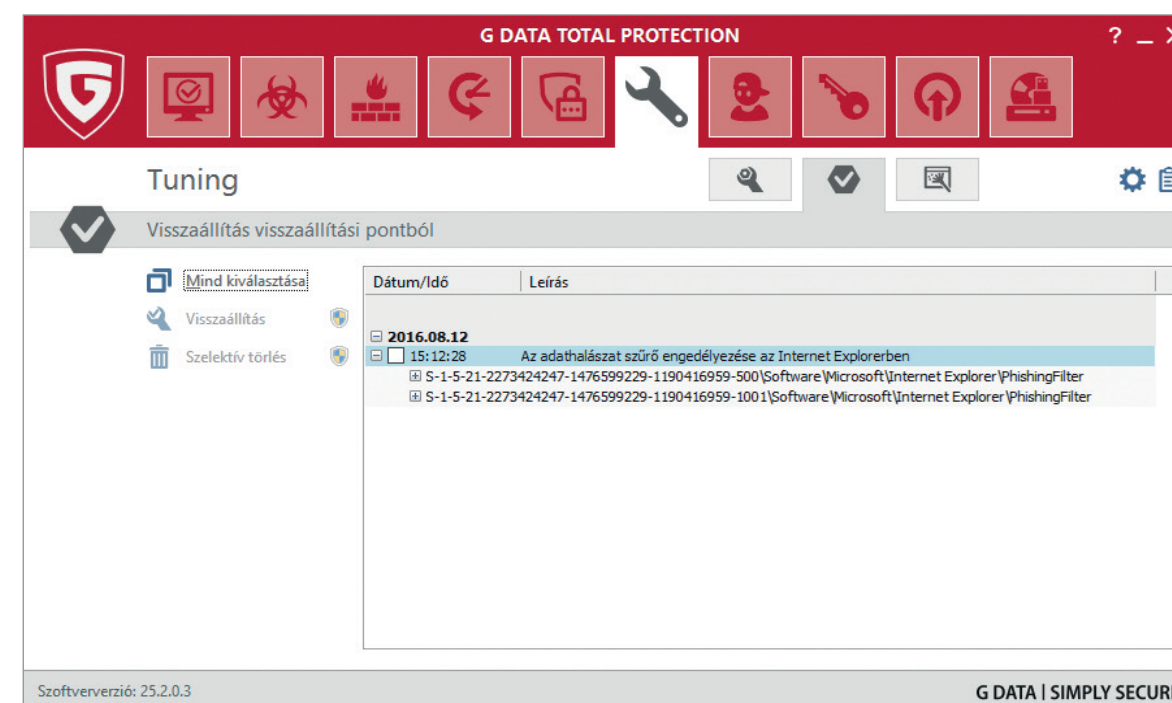 G DATA TOTAL PROTECTION
Tuning
Visszaállítás visszaállítási pontból
Mind kiválasztása
Visszaállítás
Szelektív törlés
Dátum/Idő Leírás
2016.08.12
15:12:28 Az adathalászat szűrő engedélyezése az Internet Explorerben
S-1-5-21-2273424247-1476599229-1190416959-500\Software\Microsoft\Internet Explorer\PhishingFilter
S-1-5-21-2273424247-1476599229-1190416959-1001\Software\Microsoft\Internet Explorer\PhishingFilter
Szoftververzió: 25.2.0.3
G DATA | SIMPLY SECUR